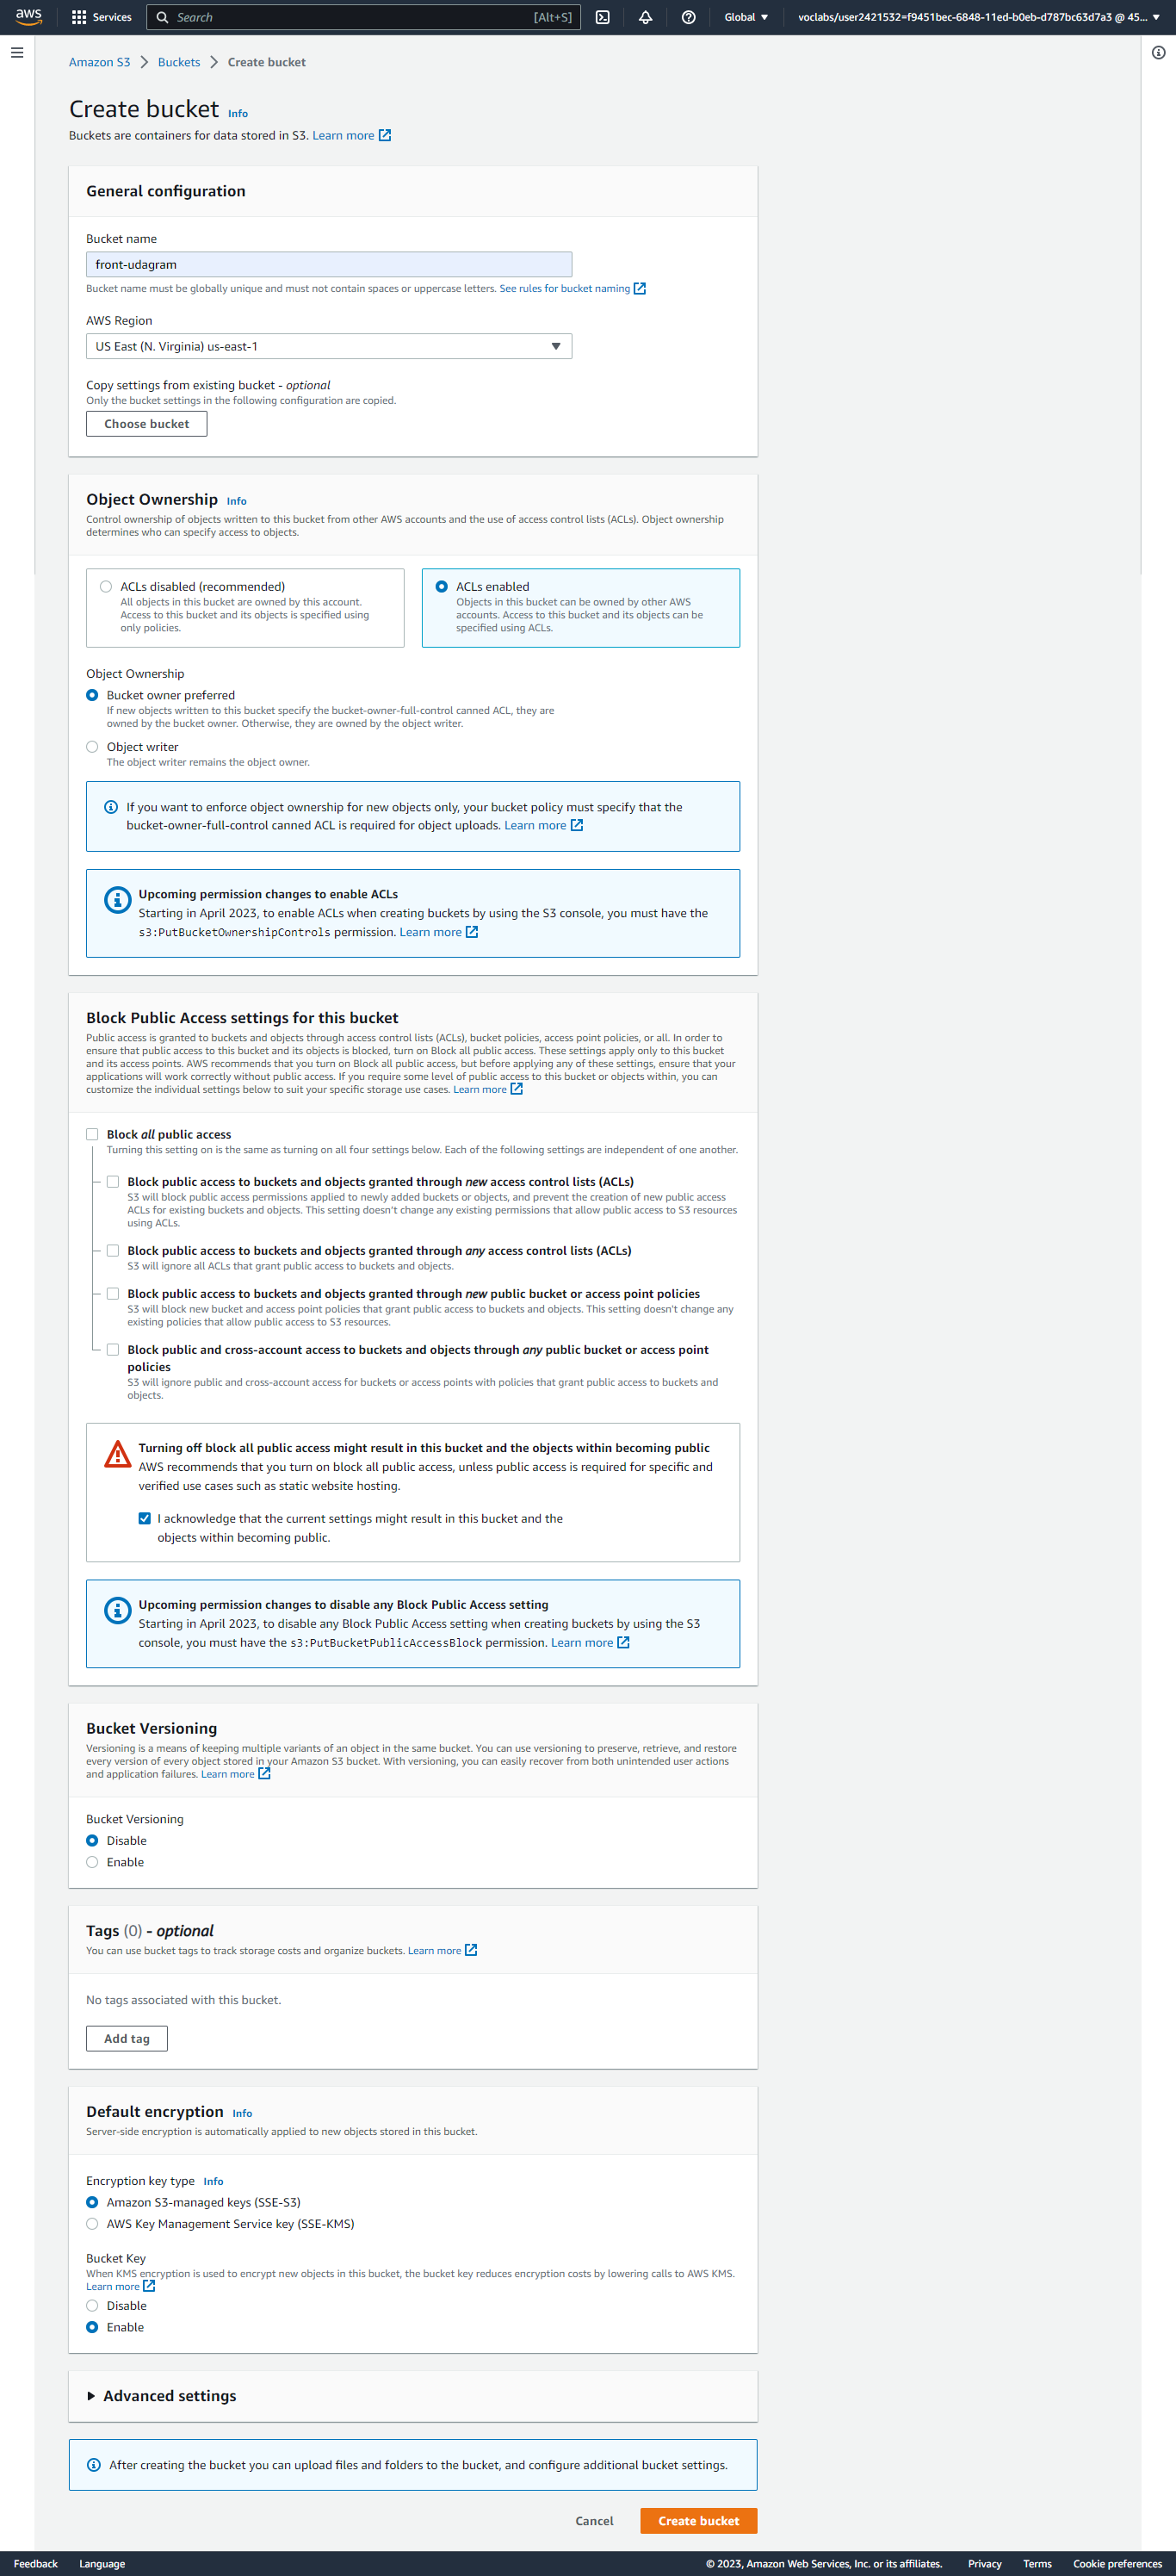 aws Services Search [Alt+S] Global voclabs/user2421532=f9451bec-6848-11ed-b0eb-d787bc63d7a3 @ 45...
Amazon S3 > Buckets > Create bucket
Create bucket Info
Buckets are containers for data stored in S3. Learn more
General configuration
Bucket name
front-udagram
Bucket name must be globally unique and must not contain spaces or uppercase letters. See rules for bucket naming
AWS Region
US East (N. Virginia) us-east-1
Copy settings from existing bucket - optional
Only the bucket settings in the following configuration are copied.
Choose bucket
Object Ownership Info
Control ownership of objects written to this bucket from other AWS accounts and the use of access control lists (ACLs). Object ownership
determines who can specify access to objects.
ACLs disabled (recommended)
All objects in this bucket are owned by this account.
Access to this bucket and its objects is specified using
only policies.
ACLs enabled
Objects in this bucket can be owned by other AWS
accounts. Access to this bucket and its objects can be
specified using ACLs.
Object Ownership
Bucket owner preferred
If new objects written to this bucket specify the bucket-owner-full-control canned ACL, they are
owned by the bucket owner. Otherwise, they are owned by the object writer.
Object writer
The object writer remains the object owner.
If you want to enforce object ownership for new objects only, your bucket policy must specify that the
bucket-owner-full-control canned ACL is required for object uploads. Learn more
Upcoming permission changes to enable ACLs
Starting in April 2023, to enable ACLs when creating buckets by using the S3 console, you must have the
s3:PutBucketOwnershipControls permission. Learn more
Block Public Access settings for this bucket
Public access is granted to buckets and objects through access control lists (ACLs), bucket policies, access point policies, or all. In order to
ensure that public access to this bucket and its objects is blocked, turn on Block all public access. These settings apply only to this bucket
and its access points. AWS recommends that you turn on Block all public access, but before applying any of these settings, ensure that your
applications will work correctly without public access. If you require some level of public access to this bucket or objects within, you can
customize the individual settings below to suit your specific storage use cases. Learn more
Block all public access
Turning this setting on is the same as turning on all four settings below. Each of the following settings are independent of one another.
Block public access to buckets and objects granted through new access control lists (ACLs)
S3 will block public access permissions applied to newly added buckets or objects, and prevent the creation of new public access
ACLs for existing buckets and objects. This setting doesn't change any existing permissions that allow public access to S3 resources
using ACLs.
Block public access to buckets and objects granted through any access control lists (ACLs)
S3 will ignore all ACLs that grant public access to buckets and objects.
Block public access to buckets and objects granted through new public bucket or access point policies
S3 will block new bucket and access point policies that grant public access to buckets and objects. This setting doesn't change any
existing policies that allow public access to S3 resources.
Block public and cross-account access to buckets and objects through any public bucket or access point
policies
S3 will ignore public and cross-account access for buckets or access points with policies that grant public access to buckets and
objects.
Turning off block all public access might result in this bucket and the objects within becoming public
AWS recommends that you turn on block all public access, unless public access is required for specific and
verified use cases such as static website hosting.
I acknowledge that the current settings might result in this bucket and the
objects within becoming public.
Upcoming permission changes to disable any Block Public Access setting
Starting in April 2023, to disable any Block Public Access setting when creating buckets by using the S3
console, you must have the s3:PutBucketPublicAccessBlock permission. Learn more
Bucket Versioning
Versioning is a means of keeping multiple variants of an object in the same bucket. You can use versioning to preserve, retrieve, and restore
every version of every object stored in your Amazon S3 bucket. With versioning, you can easily recover from both unintended user actions
and application failures. Learn more
Bucket Versioning
Disable
Enable
Tags (0) - optional
You can use bucket tags to track storage costs and organize buckets. Learn more
No tags associated with this bucket.
Add tag
Default encryption Info
Server-side encryption is automatically applied to new objects stored in this bucket.
Encryption key type Info
Amazon S3-managed keys (SSE-S3)
AWS Key Management Service key (SSE-KMS)
Bucket Key
When KMS encryption is used to encrypt new objects in this bucket, the bucket key reduces encryption costs by lowering calls to AWS KMS.
Learn more
Disable
Enable
Advanced settings
After creating the bucket you can upload files and folders to the bucket, and configure additional bucket settings.
Cancel Create bucket
Feedback Language © 2023, Amazon Web Services, Inc. or its affiliates. Privacy Terms Cookie preferences